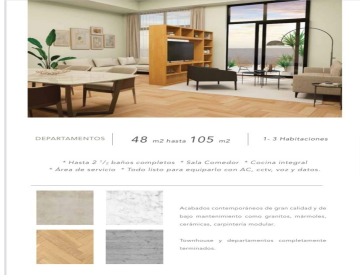 DEPARTAMENTOS
48 m2 hasta 105 m2
1- 3 Habitaciones
* Hasta 2 ½ baños completos * Sala Comedor * Cocina integral
* Área de servicio * Todo listo para equiparlo con AC, cctv, voz y datos.
Acabados contemporáneos de gran calidad y de
bajo mantenimiento como granitos, mármoles,
cerámicas, carpintería modular.
Townhouse y departamentos completamente
terminados.